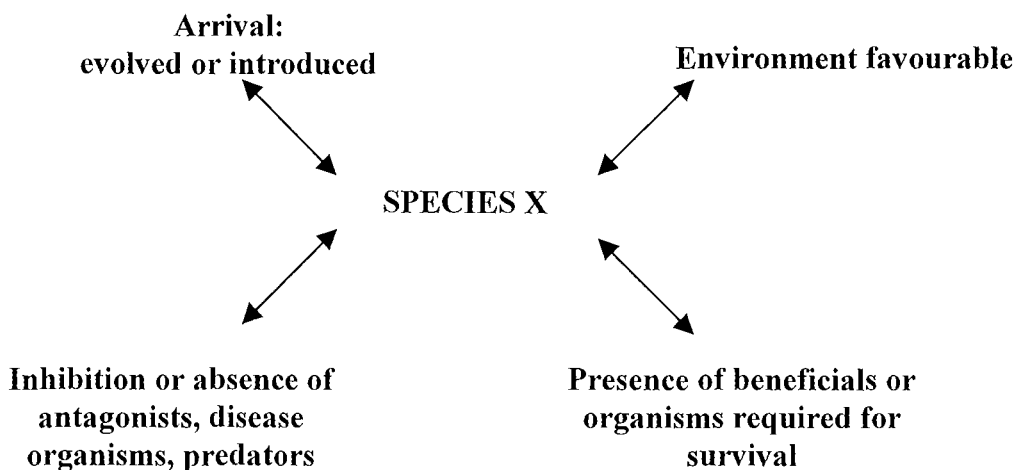 Arrival:
evolved or introduced
Environment favourable
SPECIES X
Inhibition or absence of
antagonists, disease
organisms, predators
Presence of beneficials or
organisms required for
survival